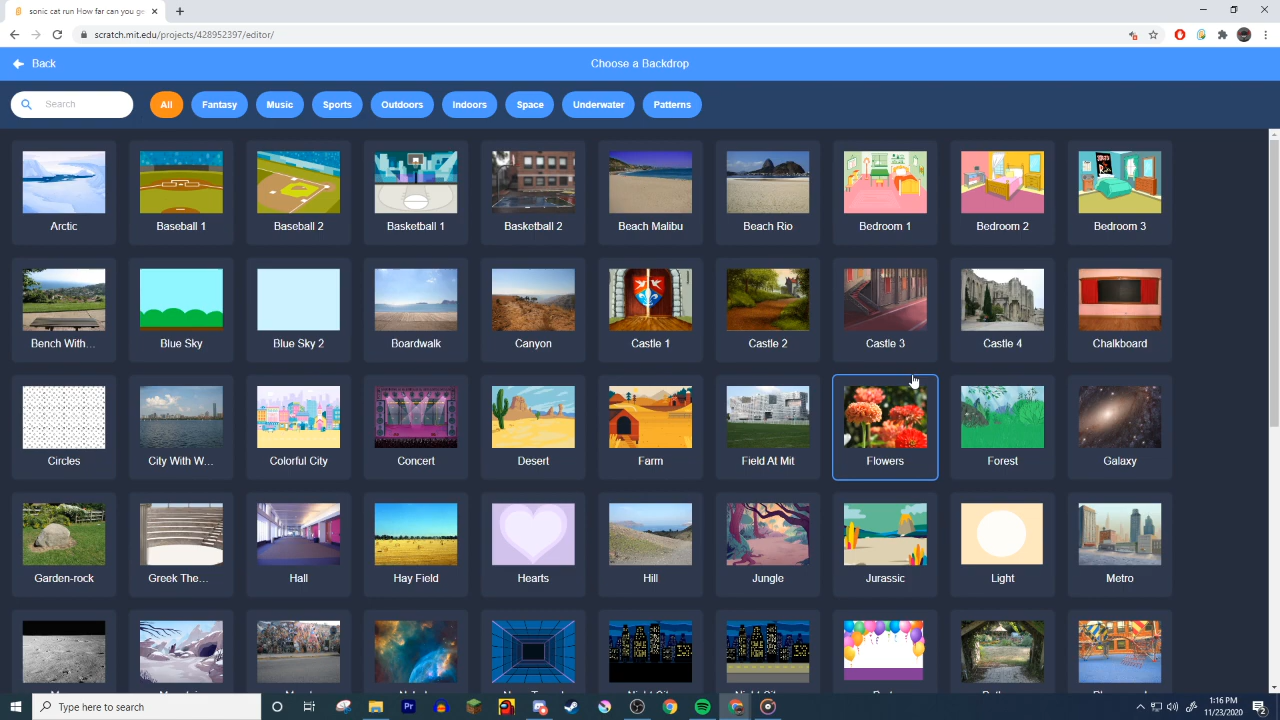 sonic cat run How far can you ge
scratch.mit.edu/projects/428952397/editor/
Back
Choose a Backdrop
Search
All
Fantasy
Music
Sports
Outdoors
Indoors
Space
Underwater
Patterns
Arctic
Baseball 1
Baseball 2
Basketball 1
Basketball 2
Beach Malibu
Beach Rio
Bedroom 1
Bedroom 2
Bedroom 3
Bench With...
Blue Sky
Blue Sky 2
Boardwalk
Canyon
Castle 1
Castle 2
Castle 3
Castle 4
Chalkboard
Circles
City With W...
Colorful City
Concert
Desert
Farm
Field At Mit
Flowers
Forest
Galaxy
Garden-rock
Greek The...
Hall
Hay Field
Hearts
Hill
Jungle
Jurassic
Light
Metro
Type here to search
1:16 PM
11/23/2020